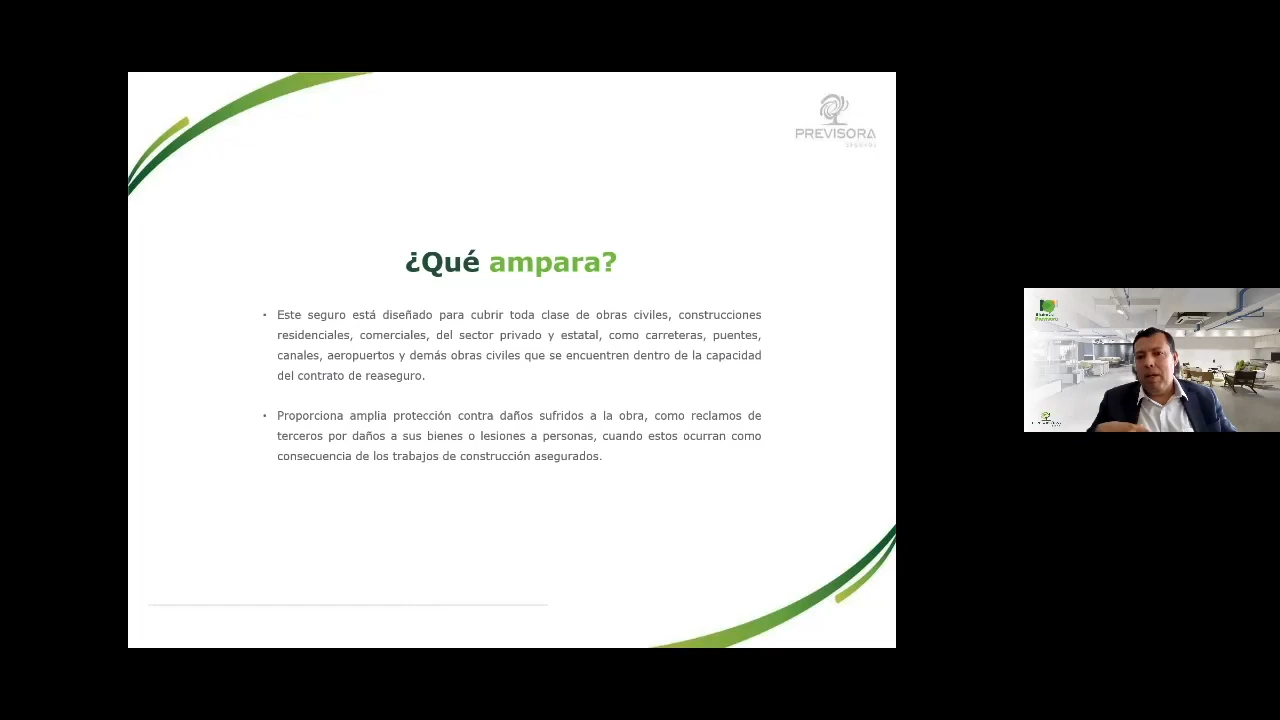 PREVISORA
SEGUROS
¿Qué ampara?
• Este seguro está diseñado para cubrir toda clase de obras civiles, construcciones
residenciales, comerciales, del sector privado y estatal, como carreteras, puentes,
canales, aeropuertos y demás obras civiles que se encuentren dentro de la capacidad
del contrato de reaseguro.
• Proporciona amplia protección contra daños sufridos a la obra, como reclamos de
terceros por daños a sus bienes o lesiones a personas, cuando estos ocurran como
consecuencia de los trabajos de construcción asegurados.